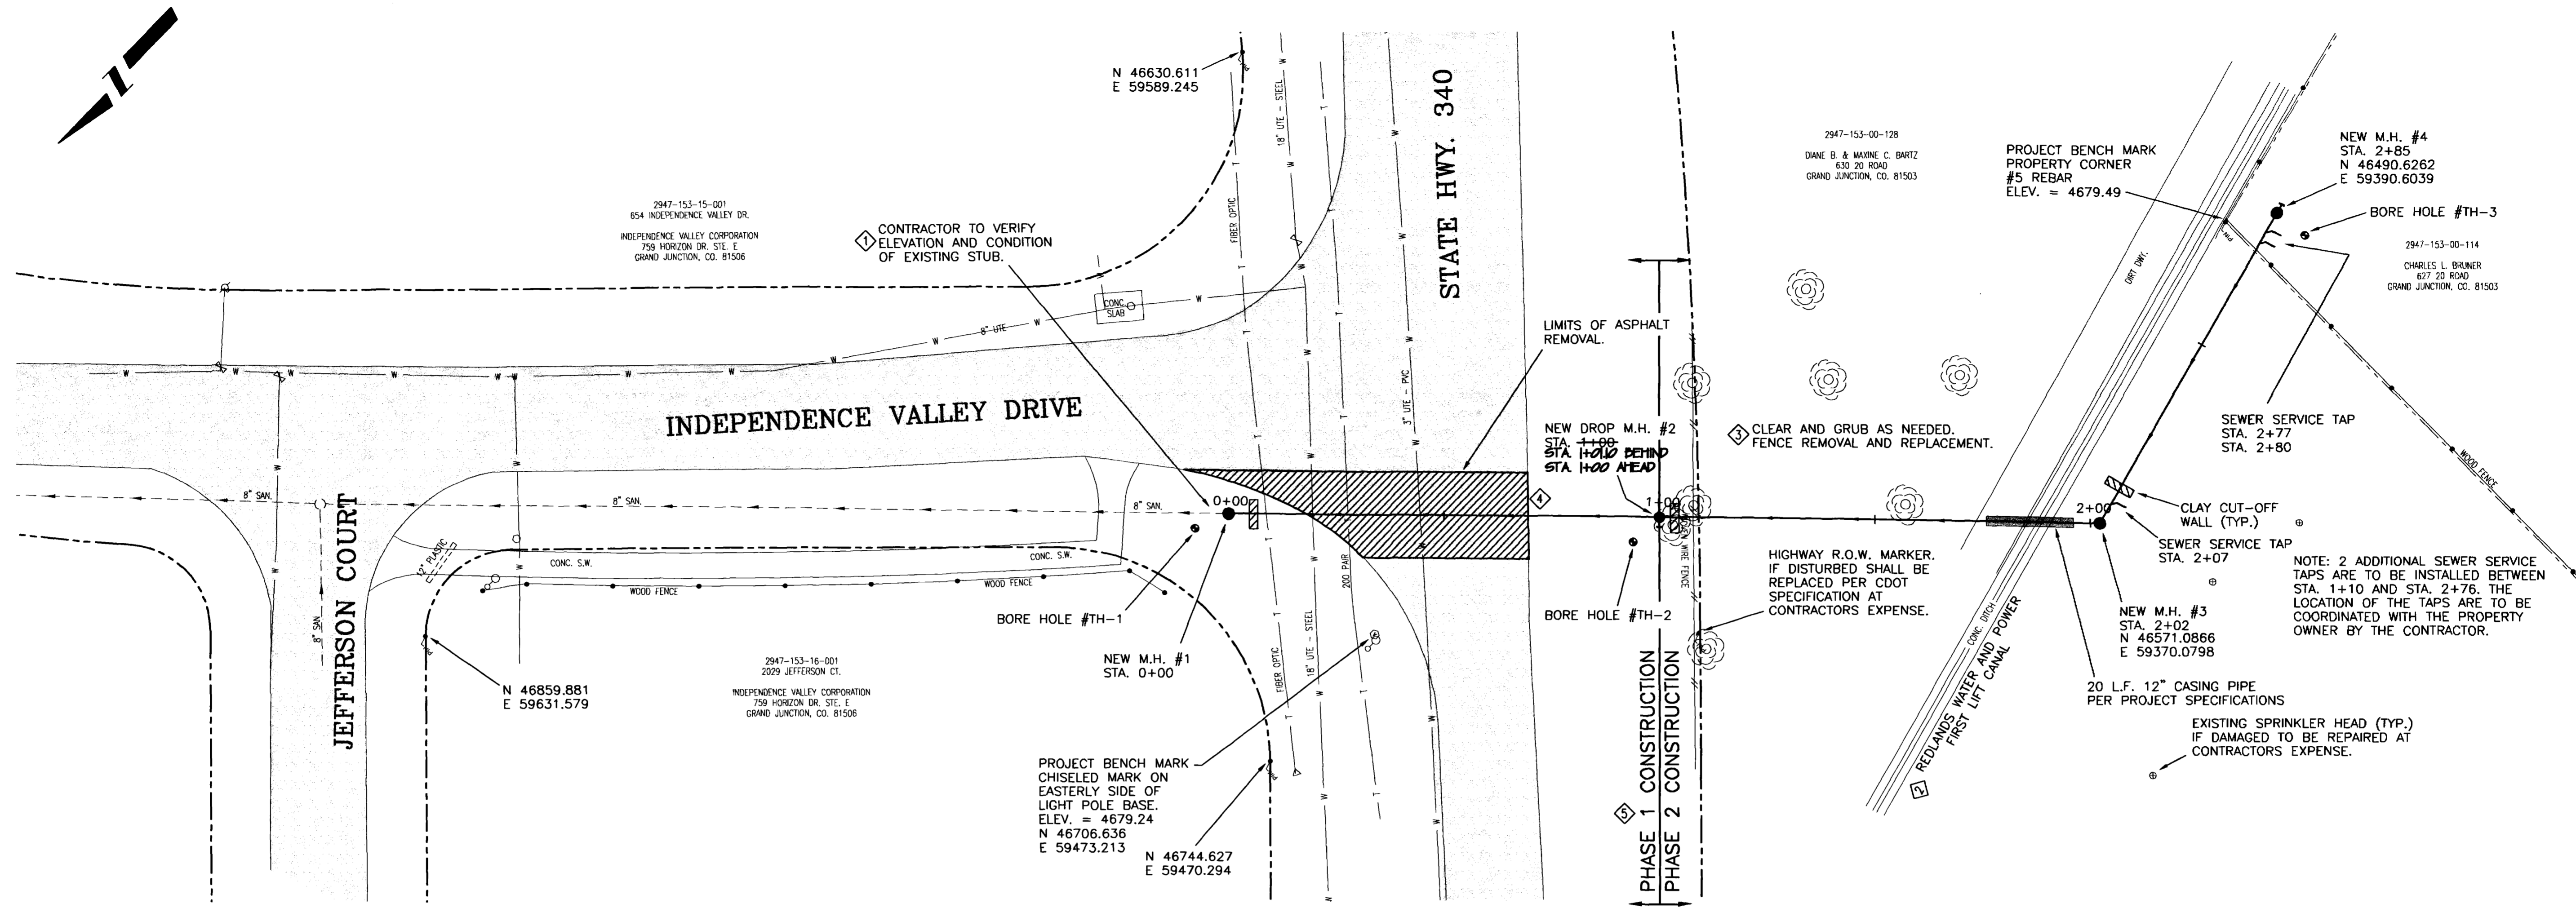 N 46630.611
E 59589.245
2947-153-15-001
654 INDEPENDENCE VALLEY DR.
INDEPENDENCE VALLEY CORPORATION
759 HORIZON DR. STE. E
GRAND JUNCTION, CO. 81506
1
CONTRACTOR TO VERIFY
ELEVATION AND CONDITION
OF EXISTING STUB.
FIBER OPTIC
18" UTE - STEEL
STATE HWY. 340
3" UTE - PVC
CONC.
SLAB
8" UTE
INDEPENDENCE VALLEY DRIVE
JEFFERSON COURT
8" SAN.
8" SAN.
8" SAN.
8" SAN
12" PLASTIC
CONC. S.W.
CONC. S.W.
WOOD FENCE
WOOD FENCE
0+00
BORE HOLE #TH-1
NEW M.H. #1
STA. 0+00
N 46859.881
E 59631.579
2947-153-16-001
2029 JEFFERSON CT.
INDEPENDENCE VALLEY CORPORATION
759 HORIZON DR. STE. E
GRAND JUNCTION, CO. 81506
PROJECT BENCH MARK
CHISELED MARK ON
EASTERLY SIDE OF
LIGHT POLE BASE.
ELEV. = 4679.24
N 46706.636
E 59473.213
N 46744.627
E 59470.294
FIBER OPTIC
18" UTE - STEEL
200 PAIR
LIMITS OF ASPHALT
REMOVAL.
NEW DROP M.H. #2
STA. 1+00
STA. 1+00 AHEAD
1+00
4
BORE HOLE #TH-2
5
PHASE 1 CONSTRUCTION
PHASE 2 CONSTRUCTION
WIRE FENCE
3
CLEAR AND GRUB AS NEEDED.
FENCE REMOVAL AND REPLACEMENT.
HIGHWAY R.O.W. MARKER.
IF DISTURBED SHALL BE
REPLACED PER CDOT
SPECIFICATION AT
CONTRACTORS EXPENSE.
2947-153-00-128
DIANE B. & MAXINE C. BARTZ
630 20 ROAD
GRAND JUNCTION, CO. 81503
PROJECT BENCH MARK
PROPERTY CORNER
#5 REBAR
ELEV. = 4679.49
PIN
DIRT DWY.
CONC. DITCH
2
REDLANDS WATER AND POWER
FIRST LIFT CANAL
NEW M.H. #4
STA. 2+85
N 46490.6262
E 59390.6039
BORE HOLE #TH-3
2947-153-00-114
CHARLES L. BRUNER
627 20 ROAD
GRAND JUNCTION, CO. 81503
SEWER SERVICE TAP
STA. 2+77
STA. 2+80
WOOD FENCE
2+00
CLAY CUT-OFF
WALL (TYP.)
SEWER SERVICE TAP
STA. 2+07
NOTE: 2 ADDITIONAL SEWER SERVICE
TAPS ARE TO BE INSTALLED BETWEEN
STA. 1+10 AND STA. 2+76. THE
LOCATION OF THE TAPS ARE TO BE
COORDINATED WITH THE PROPERTY
OWNER BY THE CONTRACTOR.
NEW M.H. #3
STA. 2+02
N 46571.0866
E 59370.0798
20 L.F. 12" CASING PIPE
PER PROJECT SPECIFICATIONS
EXISTING SPRINKLER HEAD (TYP.)
IF DAMAGED TO BE REPAIRED AT
CONTRACTORS EXPENSE.